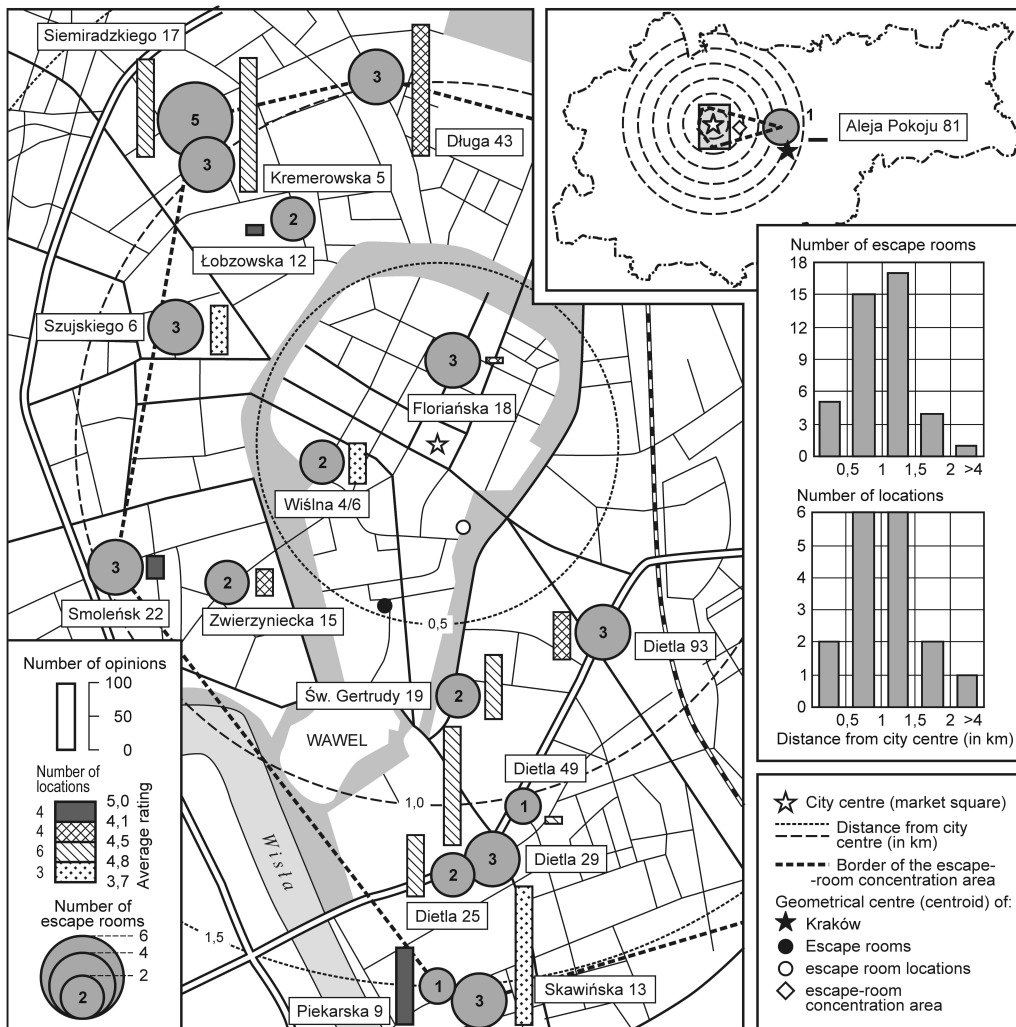 Siemiradzkiego 17
5
3
3
Długa 43
Kremerowska 5
2
Łobzowska 12
Szujskiego 6
3
3
Floriańska 18
2
Wiślna 4/6
3
Smoleńsk 22
2
Zwierzyniecka 15
0,5
3
Dietla 93
Św. Gertrudy 19
2
WAWEL
Dietla 49
1,0
1
Wisła
3
Dietla 29
2
Dietla 25
1,5
1
3
Piekarska 9
Skawińska 13
1
Aleja Pokoju 81
Number of escape rooms
18
15
12
9
6
3
0
0,5 1 1,5 2 >4
Number of locations
6
5
4
3
2
1
0
0,5 1 1,5 2 >4
Distance from city centre (in km)
City centre (market square)
Distance from city
centre (in km)
Border of the escape-
-room concentration area
Geometrical centre (centroid) of:
Kraków
Escape rooms
escape room locations
escape-room
concentration area
Number of opinions
100
50
0
Number of
locations
4
4
6
3
5,0
4,1
4,5
4,8
3,7
Average rating
Number of
escape rooms
6
4
2
2